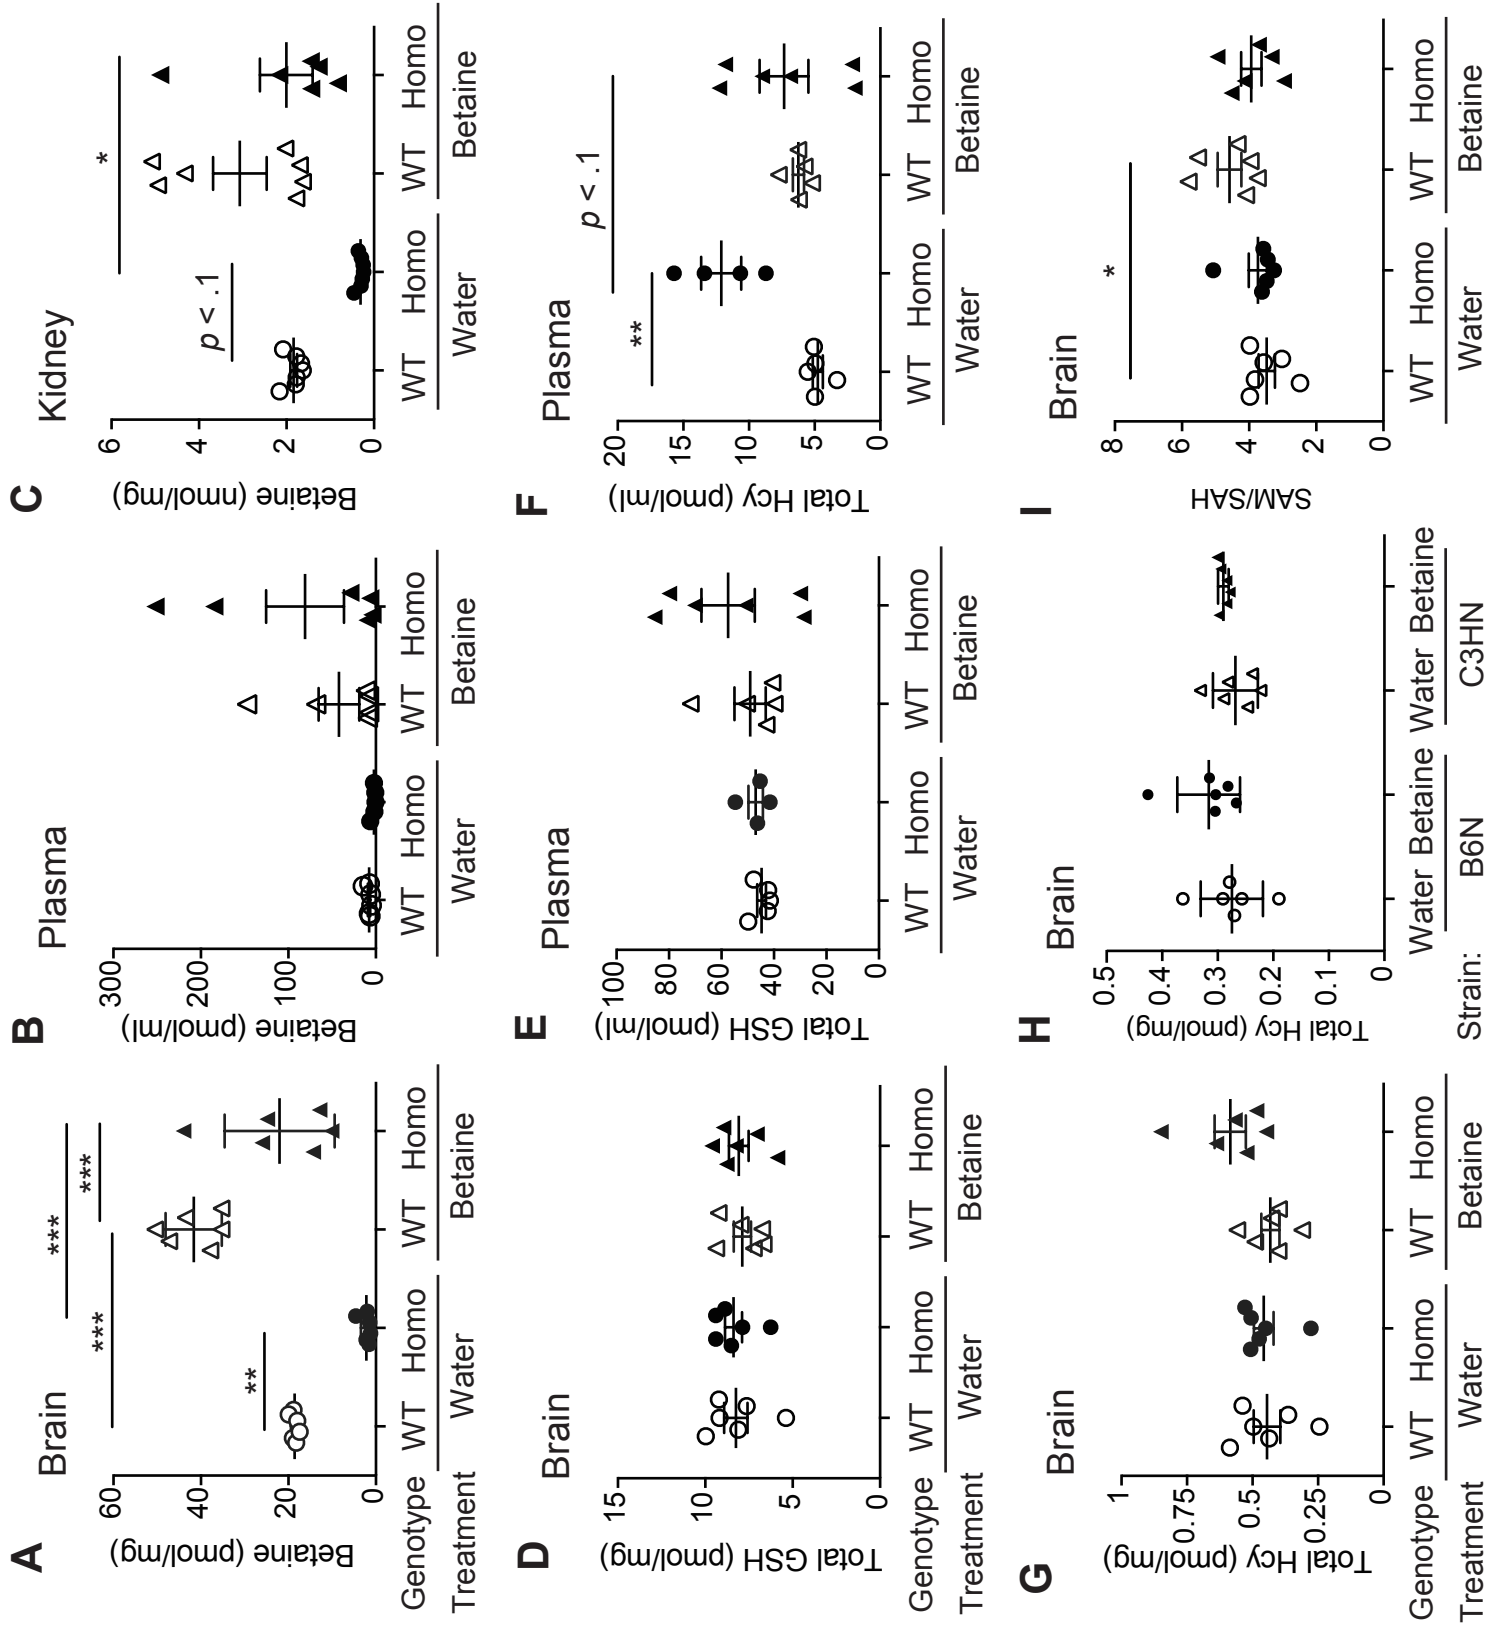 A
Brain
Betaine (pmol/mg)
60
40
20
0
**
***
***
***
Genotype WT Homo WT Homo
Treatment Water Betaine
B
Plasma
Betaine (pmol/ml)
300
200
100
0
WT Homo WT Homo
Water Betaine
C
Kidney
Betaine (nmol/mg)
6
4
2
0
p < .1
*
WT Homo WT Homo
Water Betaine
D
Brain
Total GSH (pmol/mg)
15
10
5
0
Genotype WT Homo WT Homo
Treatment Water Betaine
E
Plasma
Total GSH (pmol/ml)
100
80
60
40
20
0
WT Homo WT Homo
Water Betaine
F
Plasma
Total Hcy (pmol/ml)
20
15
10
5
0
**
p < .1
WT Homo WT Homo
Water Betaine
G
Brain
Total Hcy (pmol/mg)
1
0.75
0.5
0.25
0
Genotype WT Homo WT Homo
Treatment Water Betaine
H
Brain
Total Hcy (pmol/mg)
0.5
0.4
0.3
0.2
0.1
0
Water Betaine Water Betaine
Strain: B6N C3HN
I
Brain
SAM/SAH
8
6
4
2
0
*
WT Homo WT Homo
Water Betaine